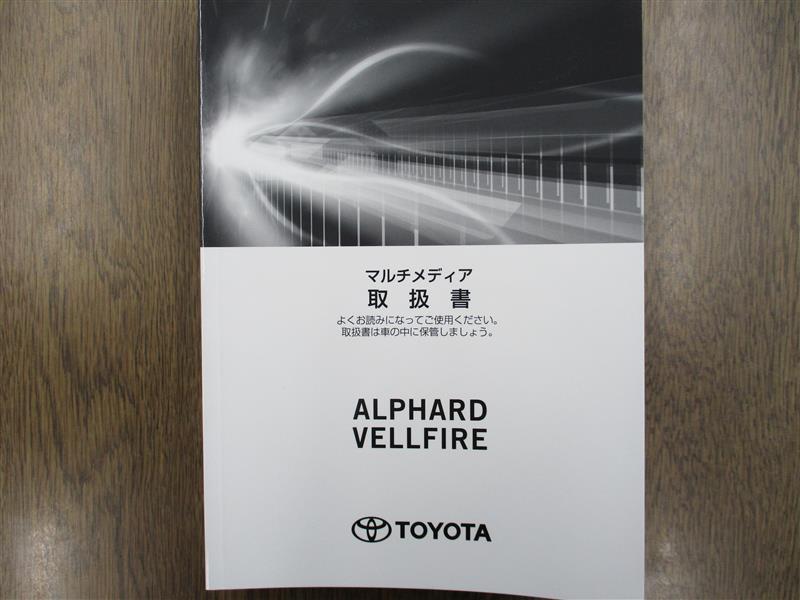 マルチメディア
取扱書
よくお読みになってご使用ください。
取扱書は車の中に保管しましょう。
ALPHARD
VELLFIRE
TOYOTA